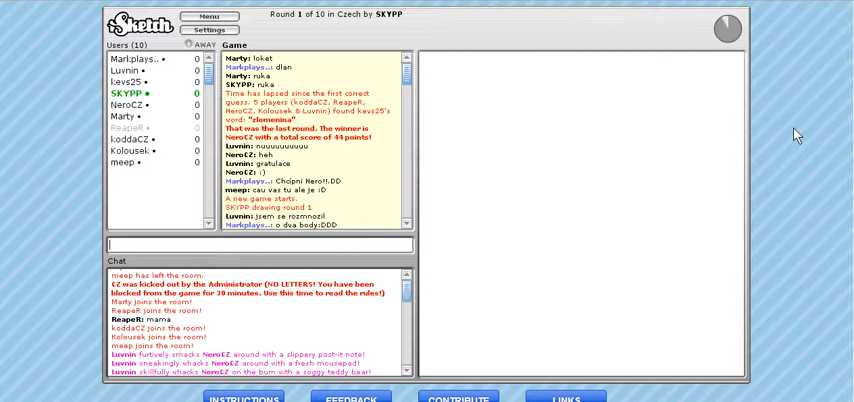 iSketch
Menu
Settings
Round 1 of 10 in Czech by SKYPP
Users (10)
AWAY
Game
Markplays.. • 0
Luvnin • 0
kevs25 • 0
SKYPP • 0
NeroCZ • 0
Marty • 0
ReapeR • 0
koddaCZ • 0
Kolousek • 0
meep • 0
Marty: loket
Markplays..: dlan
Marty: ruka
SKYPP: ruka
Time has lapsed since the first correct
guess. 5 players (koddaCZ, ReapeR,
NeroCZ, Kolousek & Luvnin) found kevs25's
word: "zlomenina"
That was the last round. The winner is
NeroCZ with a total score of 44 points!
Luvnin: nuuuuuuuuuu
NeroCZ: heh
Luvnin: gratulace
NeroCZ: :)
Markplays..: Chcípni Nero!!.DD
meep: cau vas tu ale je :D
A new game starts.
SKYPP drawing round 1
Luvnin: jsem se rozmnozil
Markplays..: o dva body:DDD
Chat
meep has left the room.
CZ was kicked out by the Administrator (NO LETTERS! You have been
blocked from the game for 30 minutes. Use this time to read the rules!)
Marty joins the room!
ReapeR joins the room!
ReapeR: mama
koddaCZ joins the room!
Kolousek joins the room!
meep joins the room!
Luvnin furtively smacks NeroCZ around with a slippery post-it note!
Luvnin sneakingly whacks NeroCZ around with a fresh mousepad!
Luvnin skillfully whacks NeroCZ on the bum with a soggy teddy bear!
INSTRUCTIONS
FEEDBACK
CONTRIBUTE
LINKS